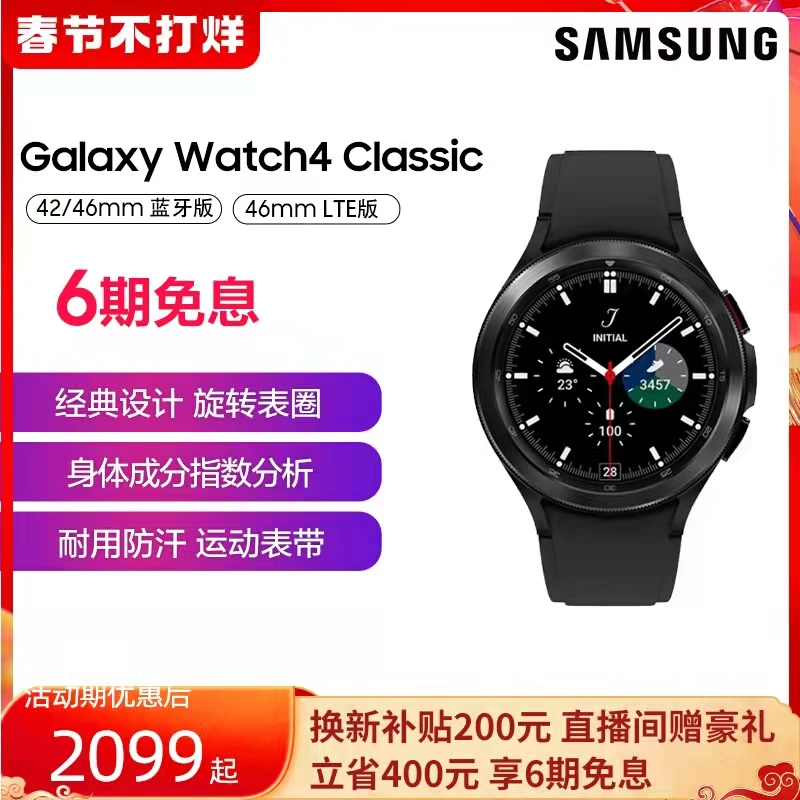 春节不打烊
SAMSUNG
Galaxy Watch4 Classic
42/46mm 蓝牙版
46mm LTE版
6期免息
经典设计 旋转表圈
身体成分指数分析
耐用防汗 运动表带
INITIAL
23°
3457
100
28
活动期优惠后
2099起
换新补贴200元 直播间赠豪礼
立省400元 享6期免息